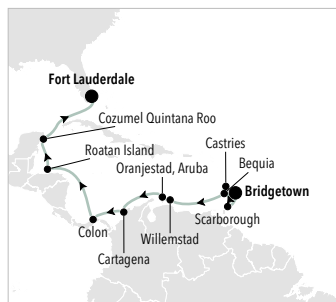 Fort Lauderdale
Cozumel Quintana Roo
Roatan Island
Castries
Oranjestad, Aruba
Bequia
Bridgetown
Scarborough
Colon
Willemstad
Cartagena